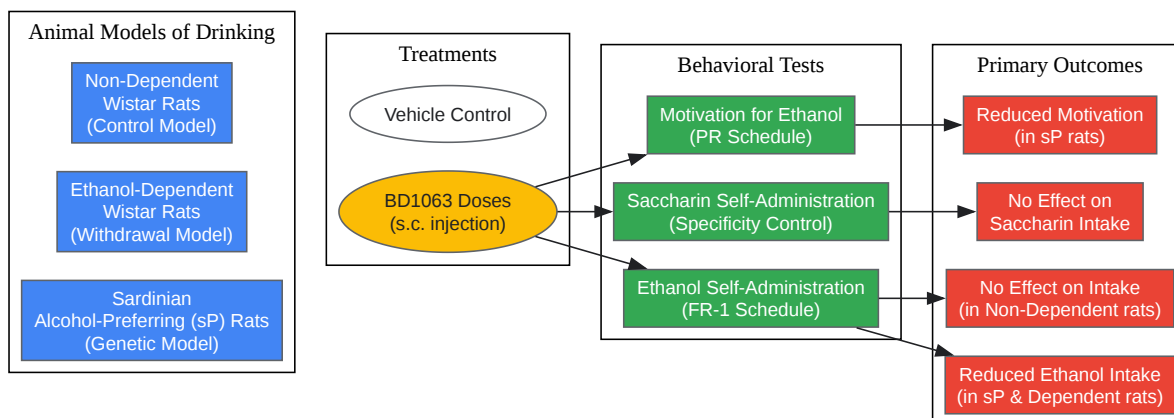 Animal Models of Drinking
Non-Dependent
Wistar Rats
(Control Model)
Ethanol-Dependent
Wistar Rats
(Withdrawal Model)
Sardinian
Alcohol-Preferring (sP) Rats
(Genetic Model)
Treatments
Vehicle Control
BD1063 Doses
(s.c. injection)
Behavioral Tests
Motivation for Ethanol
(PR Schedule)
Saccharin Self-Administration
(Specificity Control)
Ethanol Self-Administration
(FR-1 Schedule)
Primary Outcomes
Reduced Motivation
(in sP rats)
No Effect on
Saccharin Intake
No Effect on Intake
(in Non-Dependent rats)
Reduced Ethanol Intake
(in sP & Dependent rats)